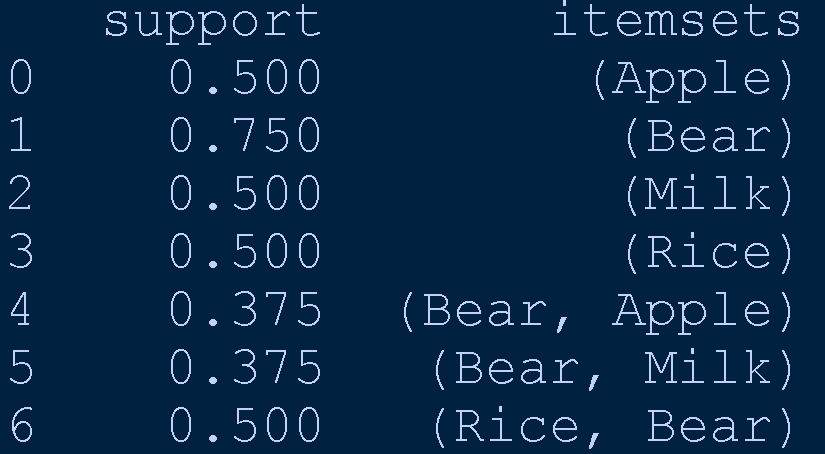 support itemsets
0 0.500 (Apple)
1 0.750 (Bear)
2 0.500 (Milk)
3 0.500 (Rice)
4 0.375 (Bear, Apple)
5 0.375 (Bear, Milk)
6 0.500 (Rice, Bear)